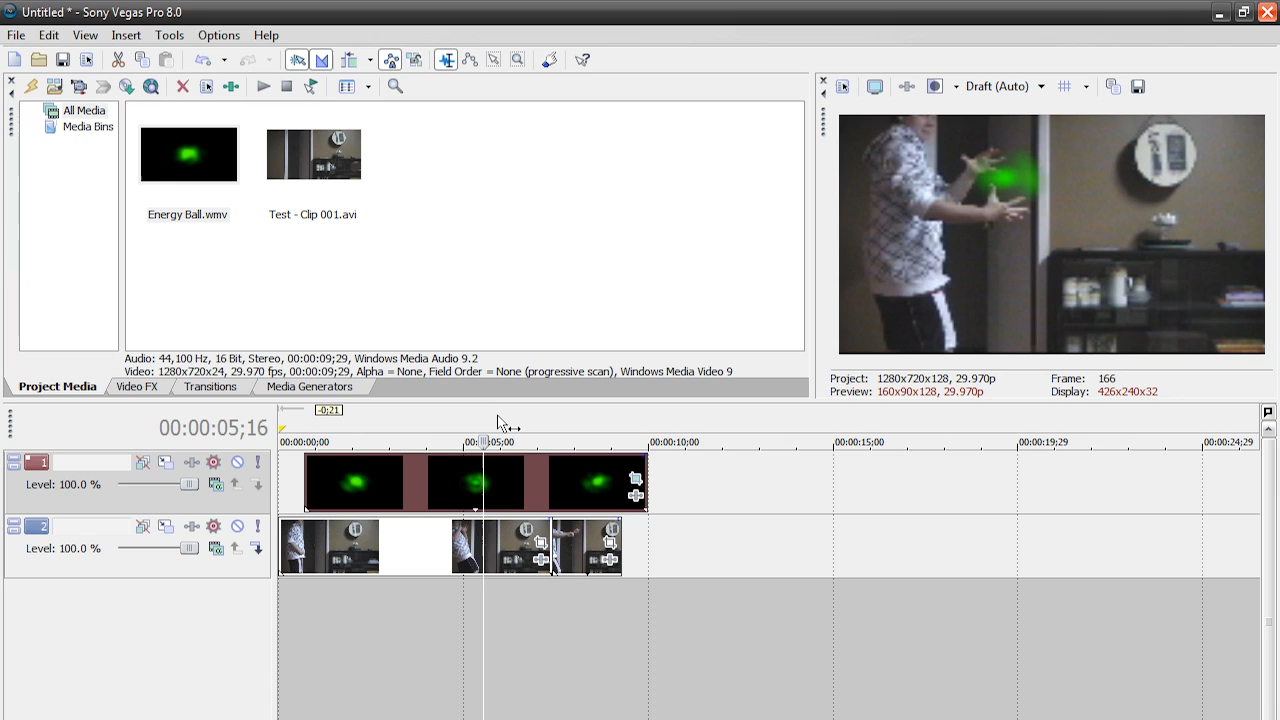 Untitled * - Sony Vegas Pro 8.0
File Edit View Insert Tools Options Help
All Media
Media Bins
Energy Ball.wmv
Test - Clip 001.avi
Audio: 44,100 Hz, 16 Bit, Stereo, 00:00:09;29, Windows Media Audio 9.2
Video: 1280x720x24, 29.970 fps, 00:00:09;29, Alpha = None, Field Order = None (progressive scan), Windows Media Video 9
Project Media Video FX Transitions Media Generators
Draft (Auto)
Project: 1280x720x128, 29.970p Frame: 166
Preview: 160x90x128, 29.970p Display: 426x240x32
-0;21
00:00:05;16
00:00:00;00 00:00:05;00 00:00:10;00 00:00:15;00 00:00:19;29 00:00:24;29
1
Level: 100.0 %
2
Level: 100.0 %